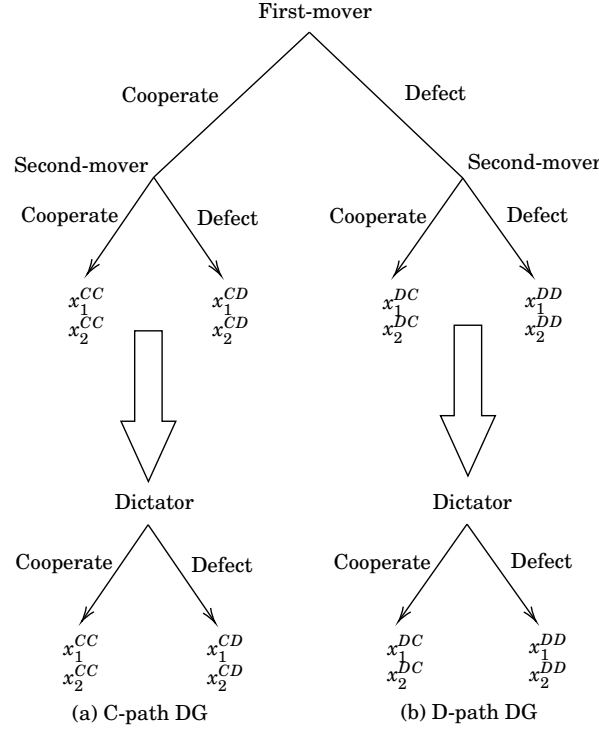 First-mover
Cooperate
Defect
Second-mover
Second-mover
Cooperate
Defect
Cooperate
Defect
x_1^{CC}
x_2^{CC}
x_1^{CD}
x_2^{CD}
x_1^{DC}
x_2^{DC}
x_1^{DD}
x_2^{DD}
Dictator
Dictator
Cooperate
Defect
Cooperate
Defect
x_1^{CC}
x_2^{CC}
x_1^{CD}
x_2^{CD}
x_1^{DC}
x_2^{DC}
x_1^{DD}
x_2^{DD}
(a) C-path DG
(b) D-path DG